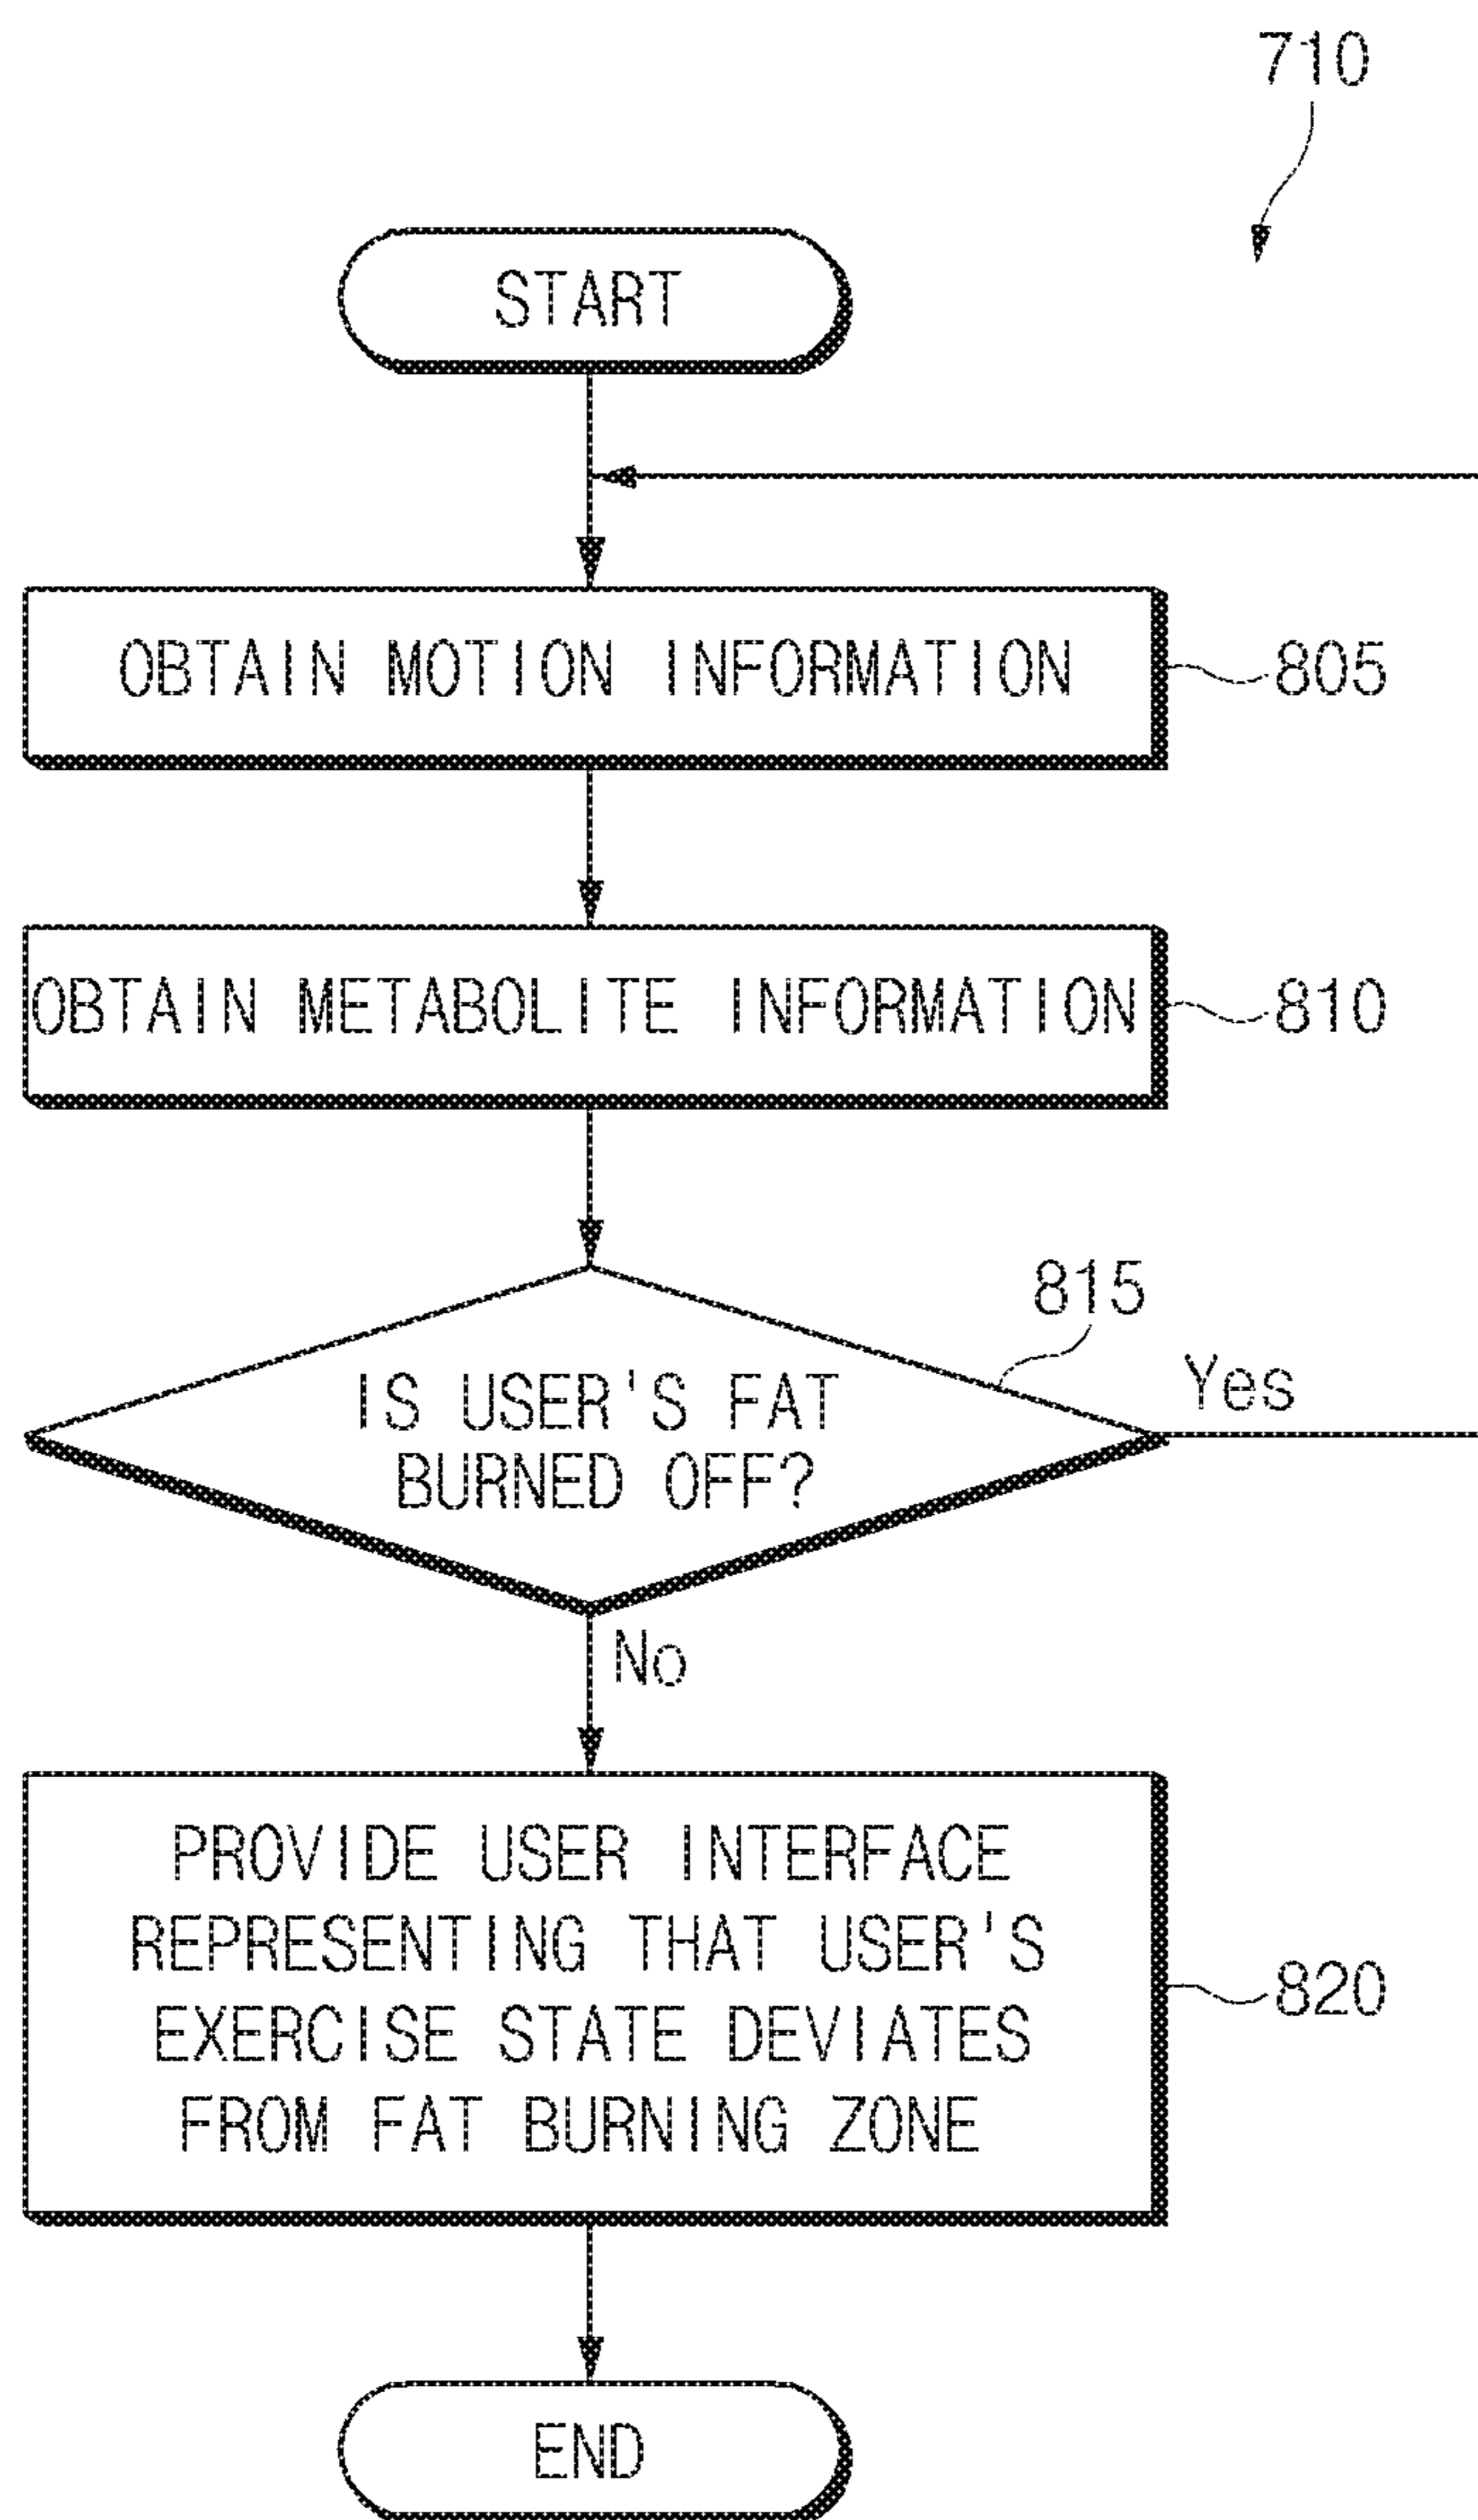 710
START
OBTAIN MOTION INFORMATION
805
OBTAIN METABOLITE INFORMATION
810
815
IS USER'S FAT
BURNED OFF?
Yes
No
PROVIDE USER INTERFACE
REPRESENTING THAT USER'S
EXERCISE STATE DEVIATES
FROM FAT BURNING ZONE
820
END